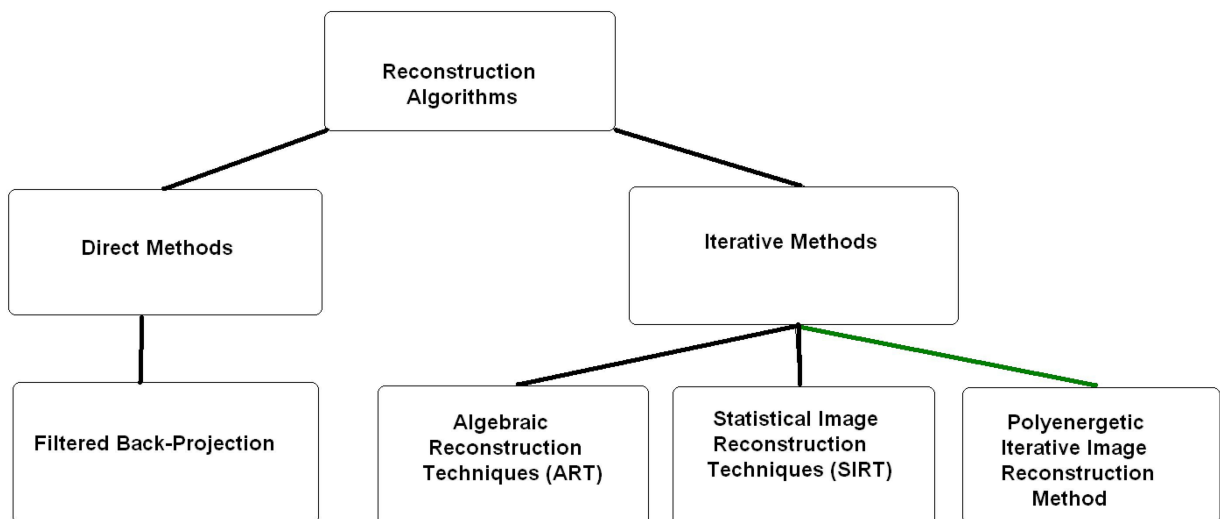 Reconstruction
Algorithms
Direct Methods
Iterative Methods
Filtered Back-Projection
Algebraic
Reconstruction
Techniques (ART)
Statistical Image
Reconstruction
Techniques (SIRT)
Polyenergetic
Iterative Image
Reconstruction
Method